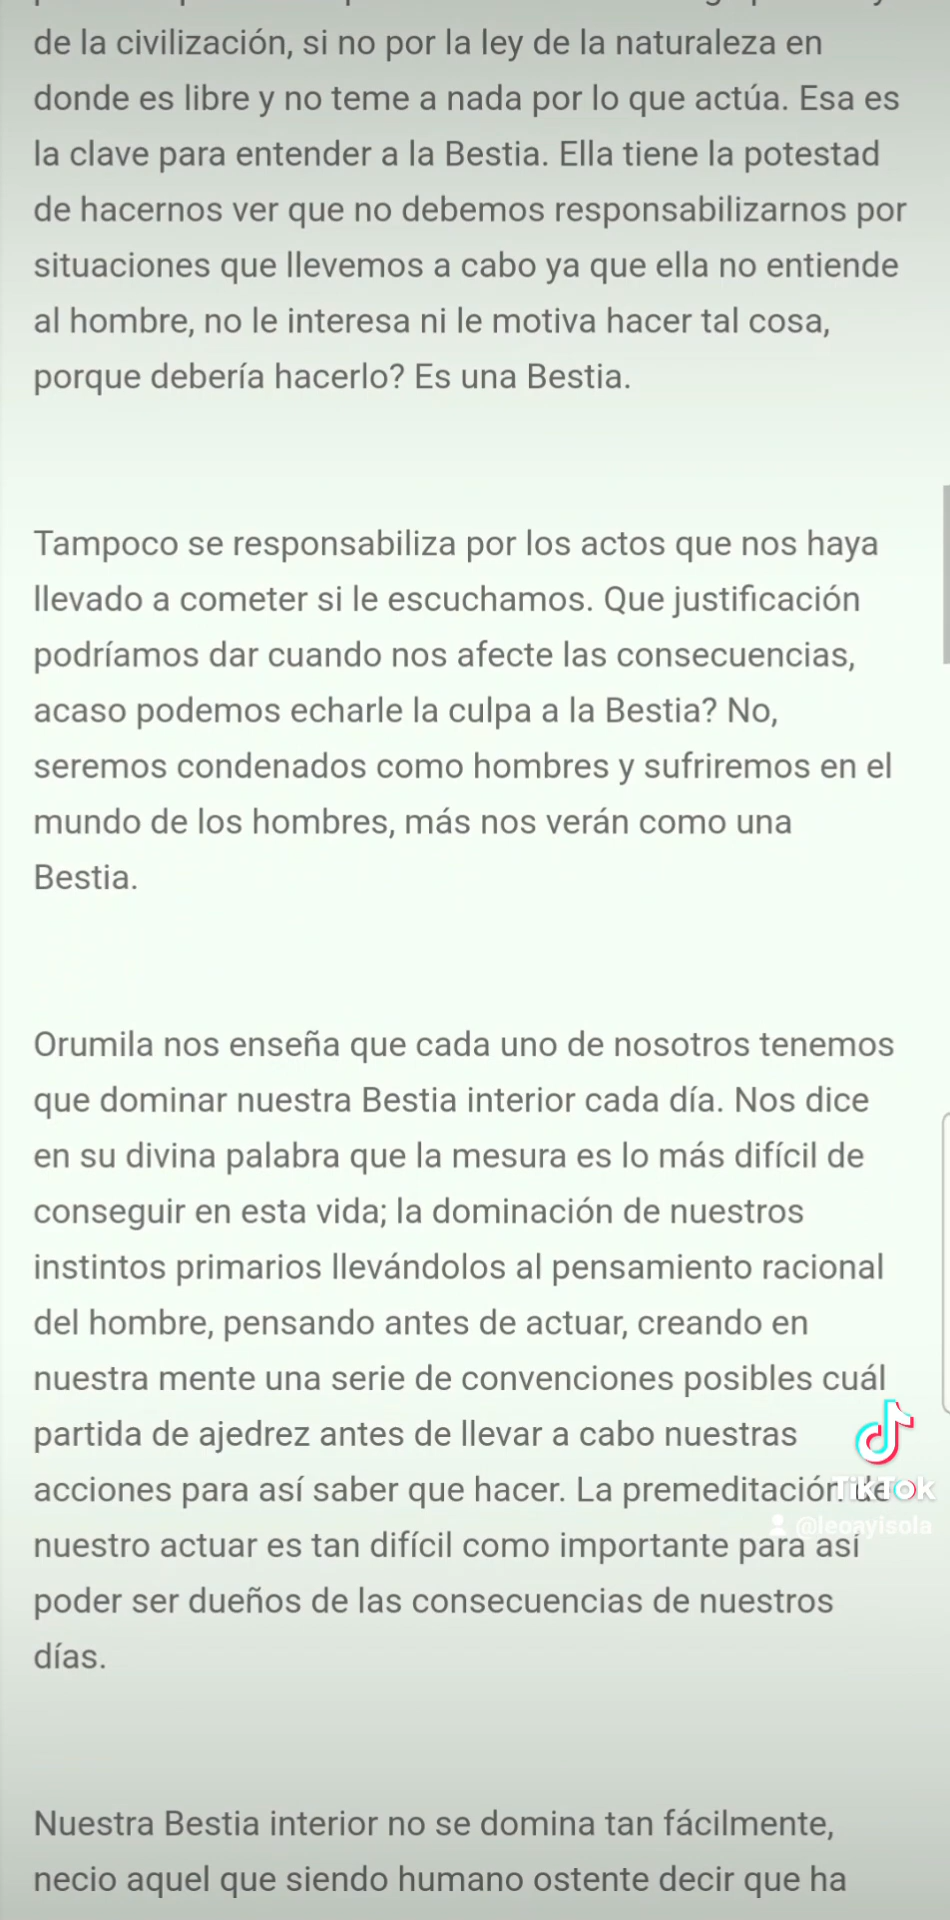 de la civilización, si no por la ley de la naturaleza en
donde es libre y no teme a nada por lo que actúa. Esa es
la clave para entender a la Bestia. Ella tiene la potestad
de hacernos ver que no debemos responsabilizarnos por
situaciones que llevemos a cabo ya que ella no entiende
al hombre, no le interesa ni le motiva hacer tal cosa,
porque debería hacerlo? Es una Bestia.
Tampoco se responsabiliza por los actos que nos haya
llevado a cometer si le escuchamos. Que justificación
podríamos dar cuando nos afecte las consecuencias,
acaso podemos echarle la culpa a la Bestia? No,
seremos condenados como hombres y sufriremos en el
mundo de los hombres, más nos verán como una
Bestia.
Orumila nos enseña que cada uno de nosotros tenemos
que dominar nuestra Bestia interior cada día. Nos dice
en su divina palabra que la mesura es lo más difícil de
conseguir en esta vida; la dominación de nuestros
instintos primarios llevándolos al pensamiento racional
del hombre, pensando antes de actuar, creando en
nuestra mente una serie de convenciones posibles cuál
partida de ajedrez antes de llevar a cabo nuestras
acciones para así saber que hacer. La premeditación de
TikTok
@leoayisola
nuestro actuar es tan difícil como importante para así
poder ser dueños de las consecuencias de nuestros
días.
Nuestra Bestia interior no se domina tan fácilmente,
necio aquel que siendo humano ostente decir que ha